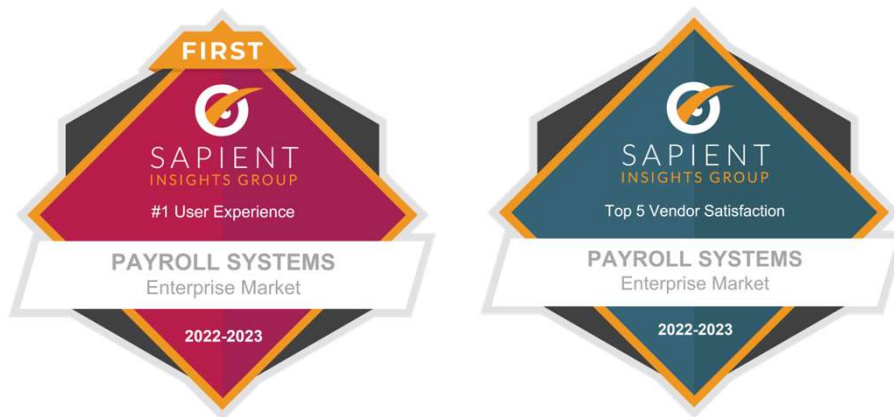 FIRST
SAPIENT
INSIGHTS GROUP
#1 User Experience
PAYROLL SYSTEMS
Enterprise Market
2022-2023
SAPIENT
INSIGHTS GROUP
Top 5 Vendor Satisfaction
PAYROLL SYSTEMS
Enterprise Market
2022-2023